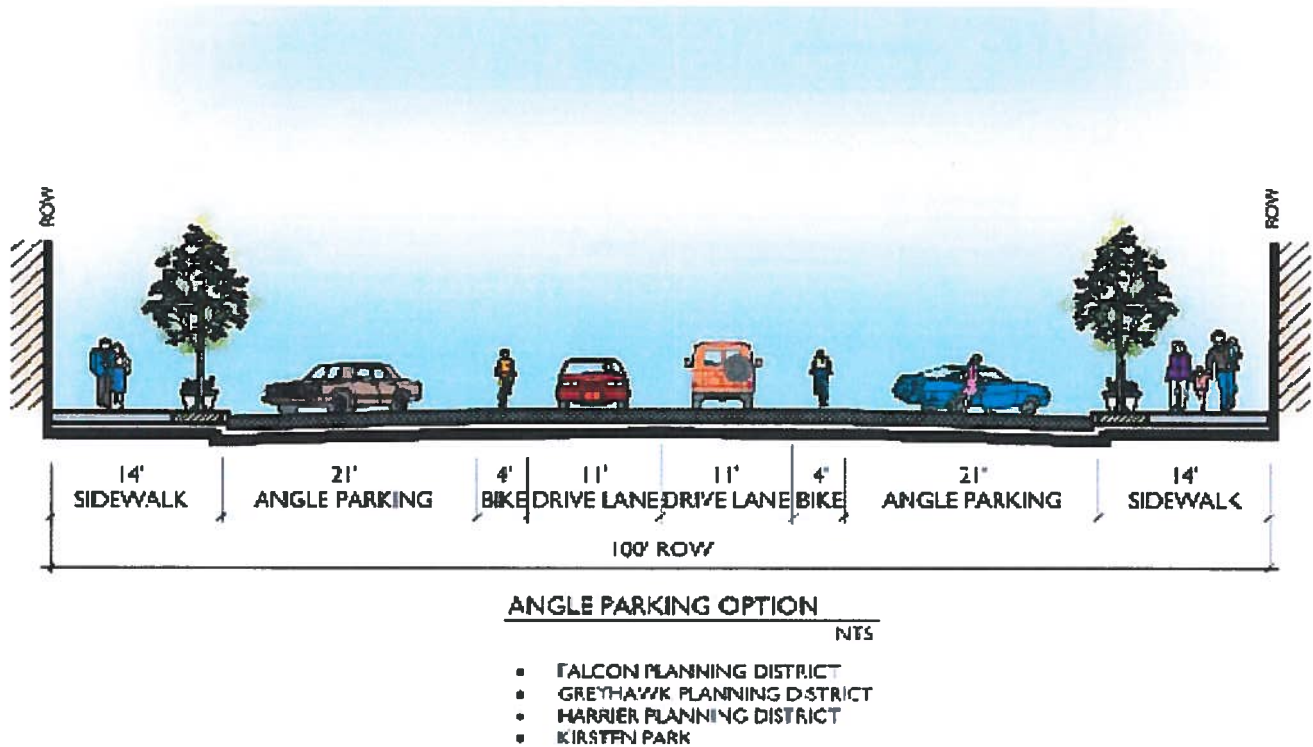 ROW ROW
14' 21' 4' 11' 11' 4' 21' 14'
SIDEWALK ANGLE PARKING BIKE DRIVE LANE DRIVE LANE BIKE ANGLE PARKING SIDEWALK
100' ROW
ANGLE PARKING OPTION
NTS
• FALCON PLANNING DISTRICT
• GREYHAWK PLANNING DISTRICT
• HARRIER PLANNING DISTRICT
• KIRSTEN PARK